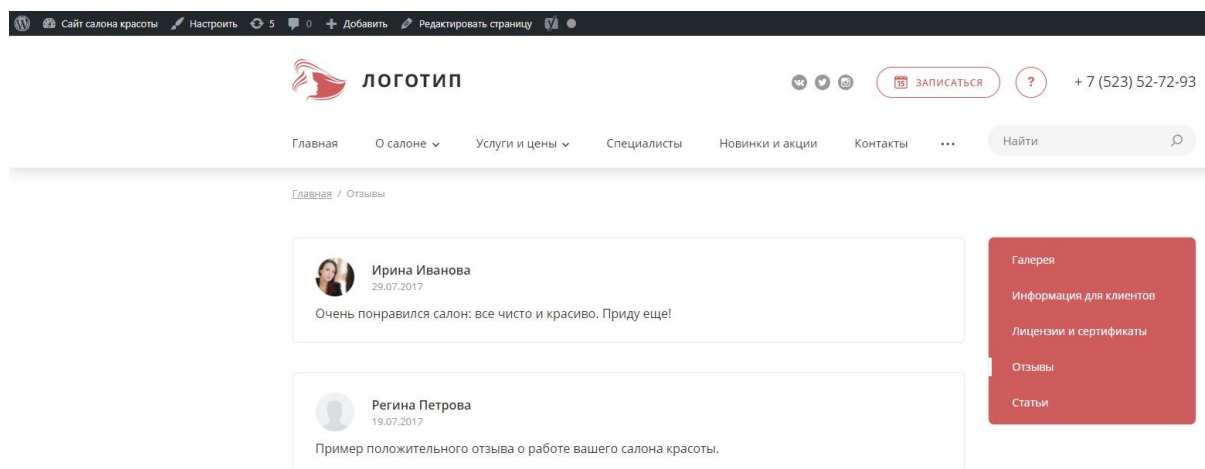 Сайт салона красоты Настроить 5 0 + Добавить Редактировать страницу
ЛОГОТИП ЗАПИСАТЬСЯ ? + 7 (523) 52-72-93
Главная О салоне Услуги и цены Специалисты Новинки и акции Контакты ... Найти
Главная / Отзывы
Ирина Иванова
29.07.2017
Очень понравился салон: все чисто и красиво. Приду еще!
Регина Петрова
19.07.2017
Пример положительного отзыва о работе вашего салона красоты.
Галерея
Информация для клиентов
Лицензии и сертификаты
Отзывы
Статьи